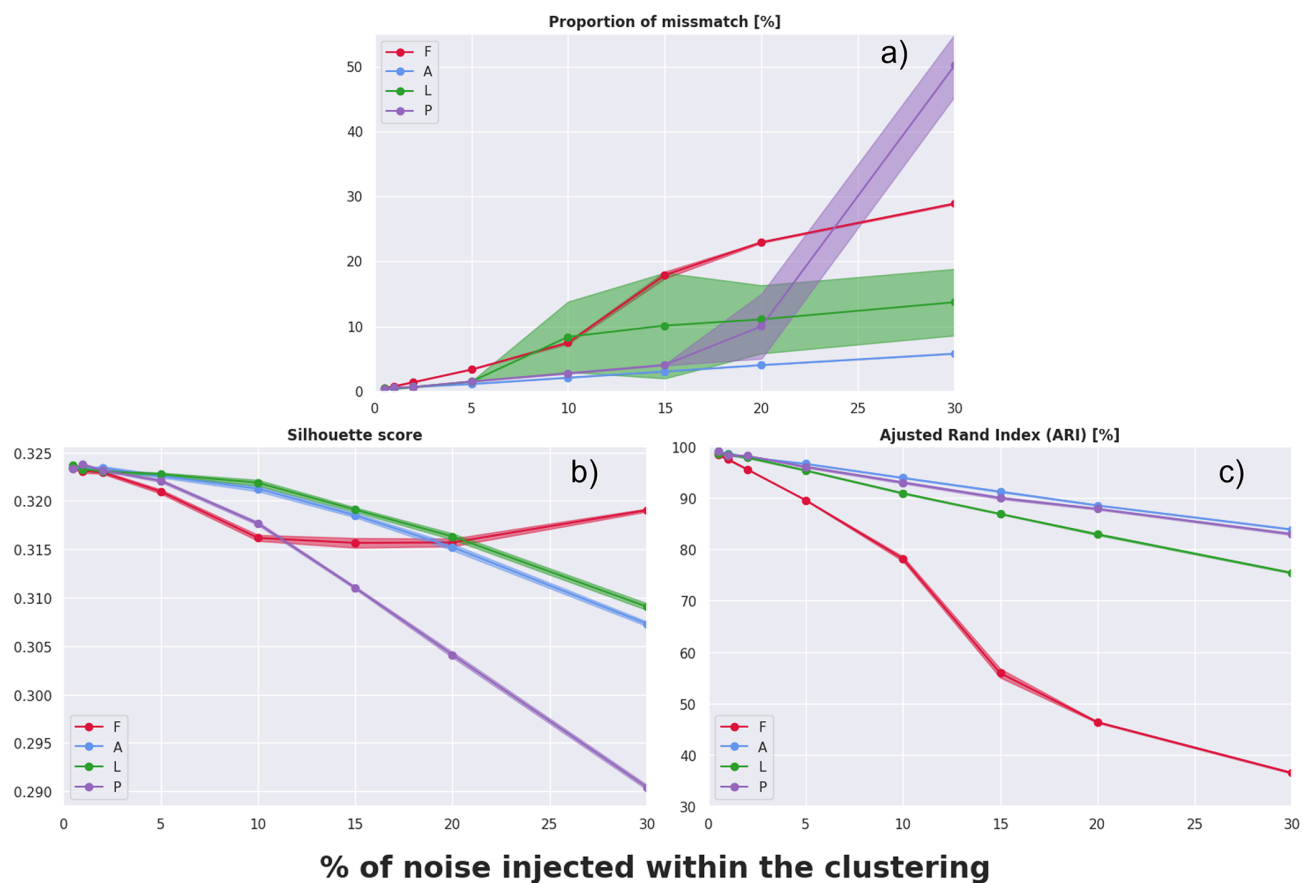 Proportion of missmatch [%]
a)
F
A
L
P
50
40
30
20
10
0
0 5 10 15 20 25 30
Silhouette score
b)
0.325
0.320
0.315
0.310
0.305
0.300
0.295
0.290
F
A
L
P
0 5 10 15 20 25 30
Ajusted Rand Index (ARI) [%]
c)
100
90
80
70
60
50
40
30
F
A
L
P
0 5 10 15 20 25 30
% of noise injected within the clustering